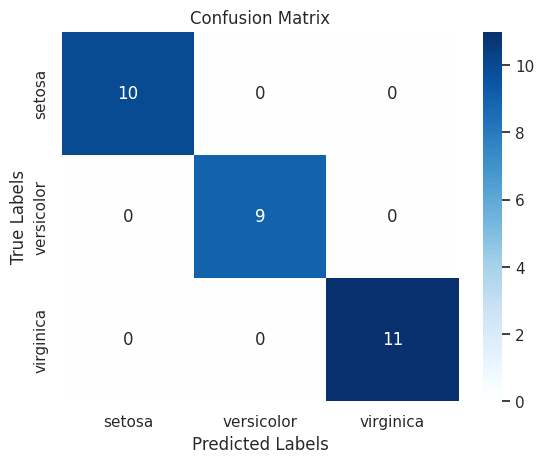 Confusion Matrix
True Labels
setosa
versicolor
virginica
10 0 0
0 9 0
0 0 11
setosa versicolor virginica
Predicted Labels
10
8
6
4
2
0